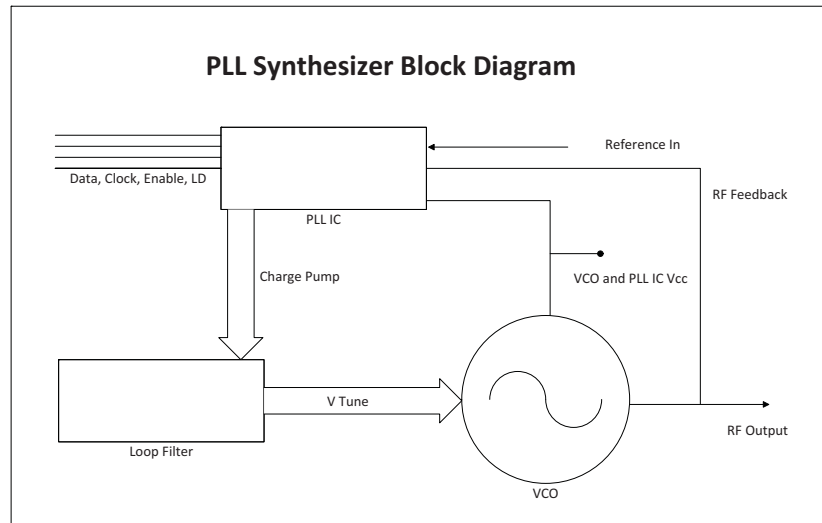 PLL Synthesizer Block Diagram
Reference In
Data, Clock, Enable, LD
RF Feedback
PLL IC
Charge Pump
VCO and PLL IC Vcc
V Tune
RF Output
Loop Filter
VCO